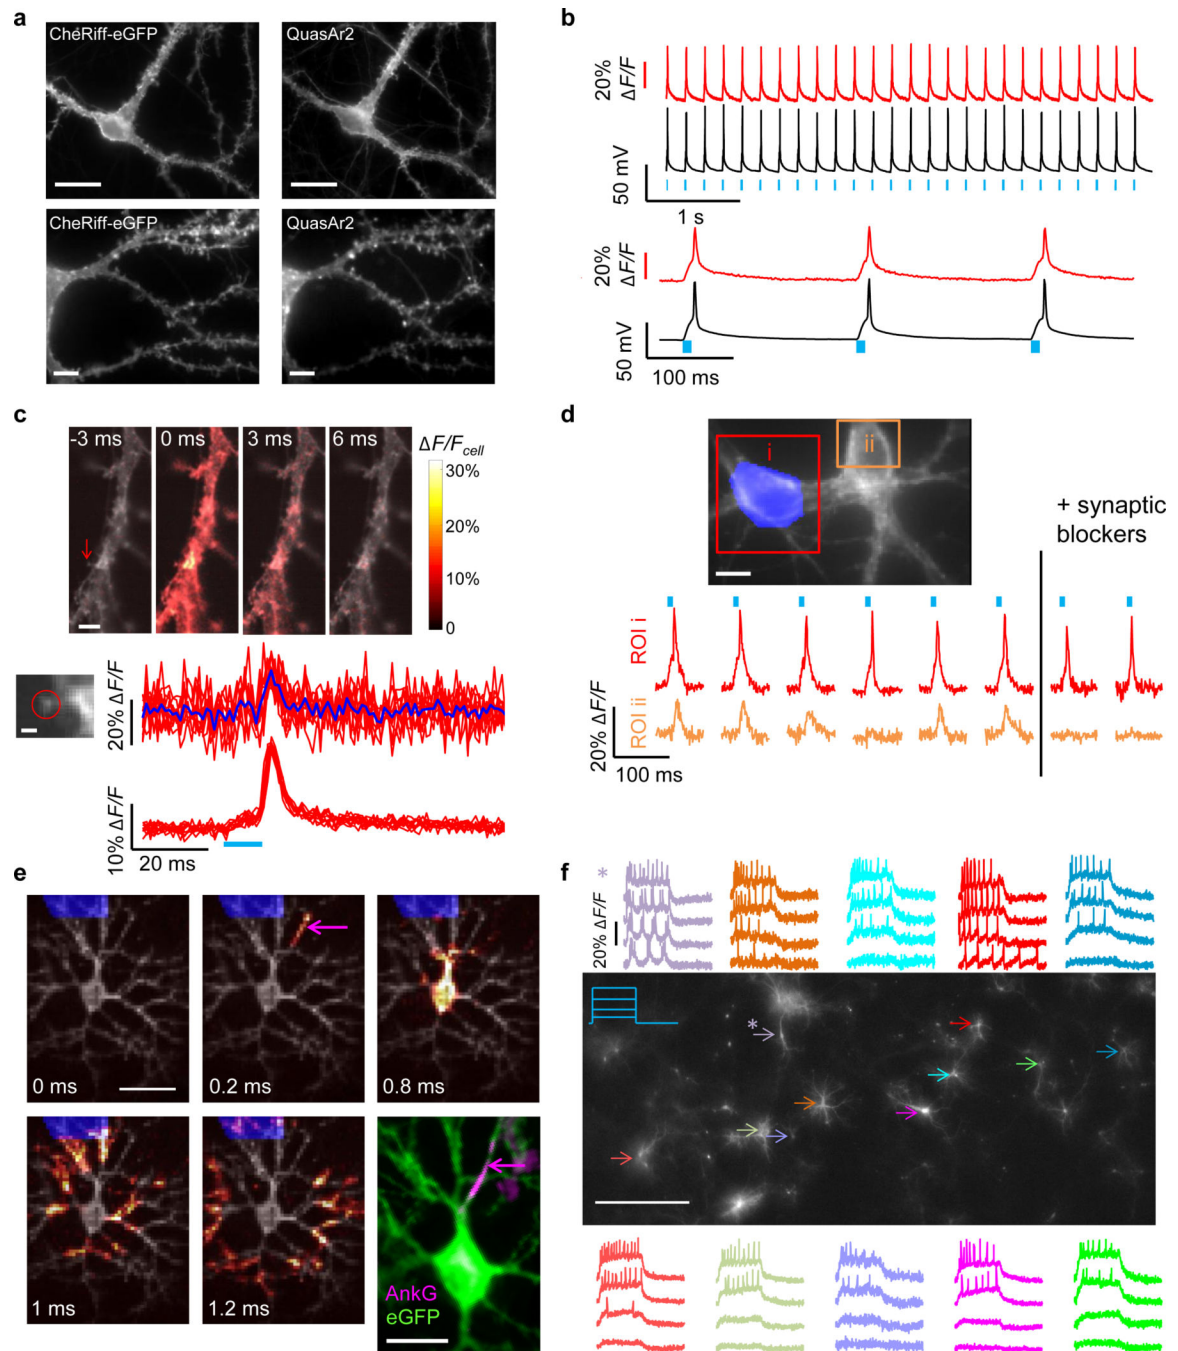 a
CheRiff-eGFP
QuasAr2
CheRiff-eGFP
QuasAr2
b
20%
ΔF/F
50 mV
1 s
20%
ΔF/F
50 mV
100 ms
c
-3 ms
0 ms
3 ms
6 ms
ΔF/Fcell
30%
20%
10%
0
20% ΔF/F
10% ΔF/F
20 ms
d
i
ii
+ synaptic
blockers
ROI i
ROI ii
20% ΔF/F
100 ms
e
0 ms
0.2 ms
0.8 ms
1 ms
1.2 ms
AnkG
eGFP
f
*
20% ΔF/F
*